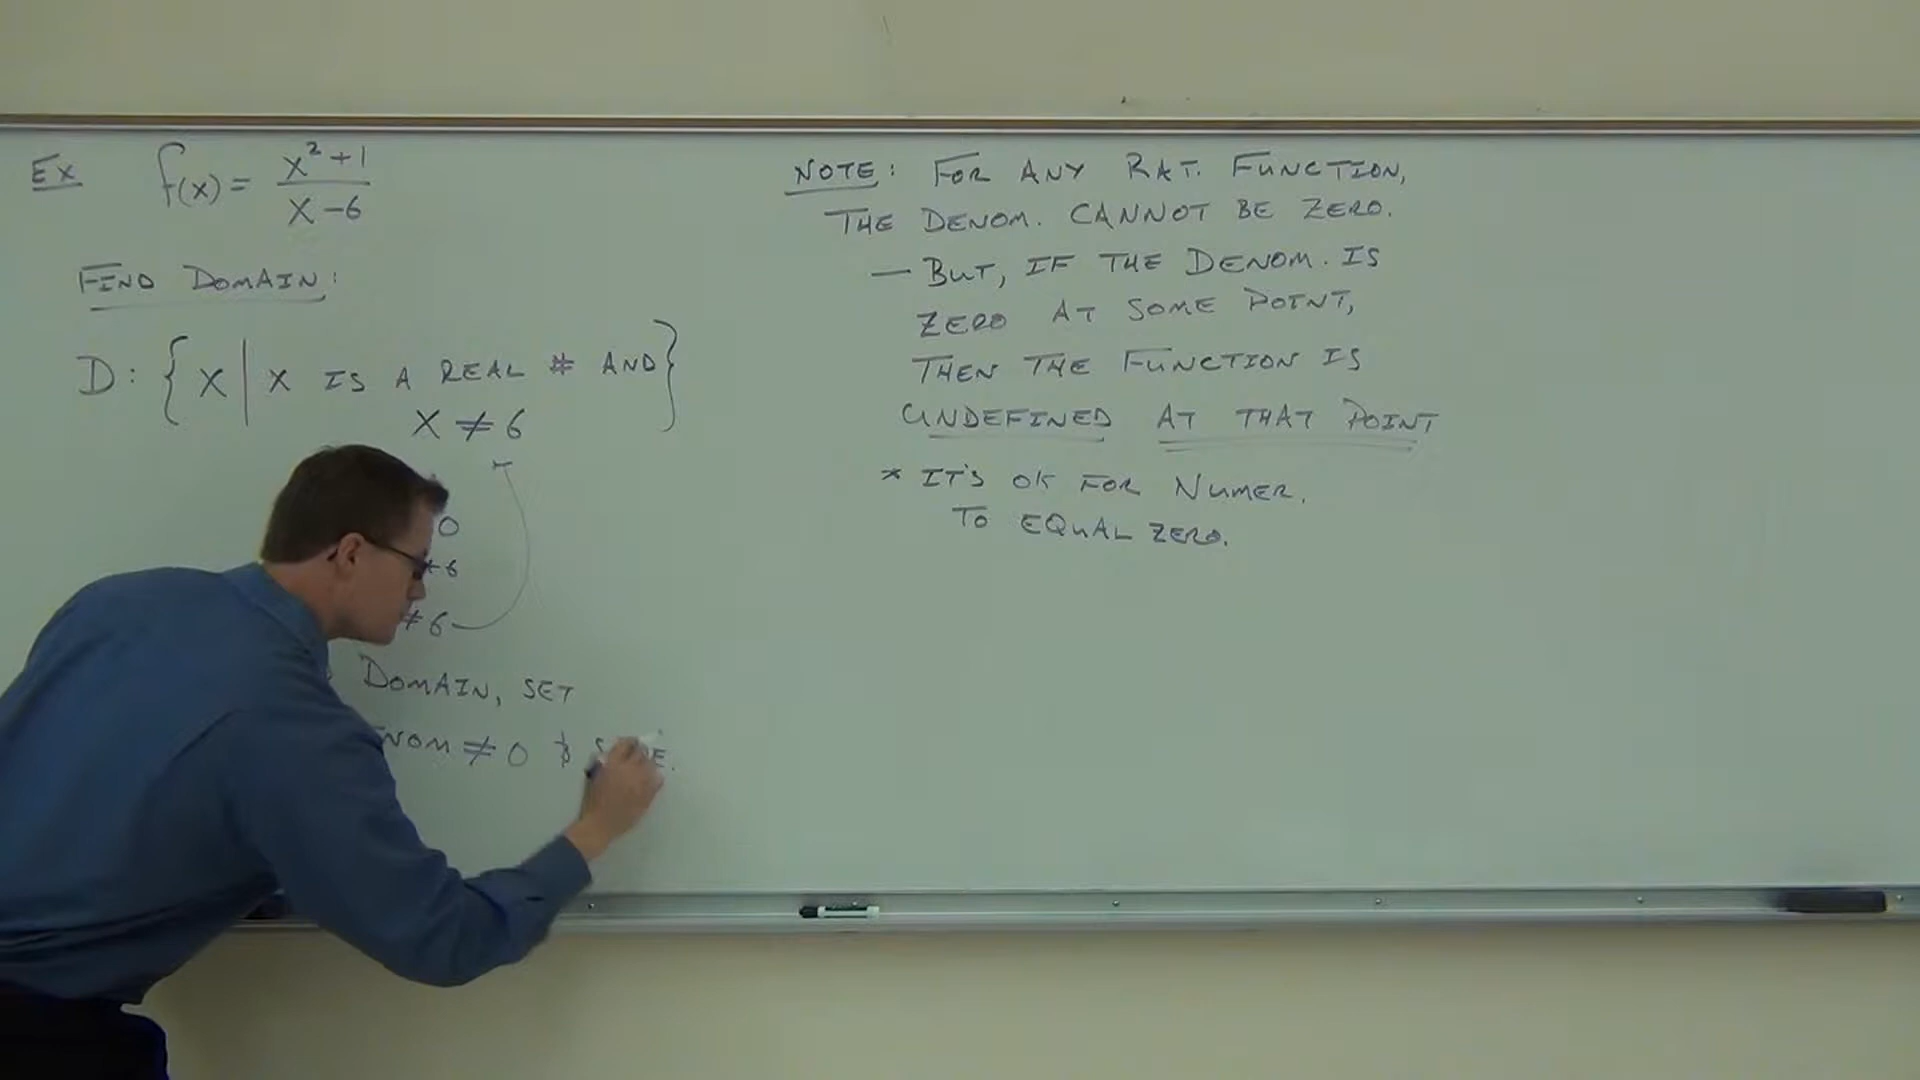 Ex f(x) = x²+1 / x-6
FIND DOMAIN:
D: { X | X IS A REAL # AND }
X ≠ 6
0
+6
≠ 6
DOMAIN, SET
NOM ≠ 0 &
NOTE: FOR ANY RAT. FUNCTION,
THE DENOM. CANNOT BE ZERO.
— BUT, IF THE DENOM. IS
ZERO AT SOME POINT,
THEN THE FUNCTION IS
UNDEFINED AT THAT POINT
* IT'S OK FOR NUMER.
TO EQUAL ZERO.